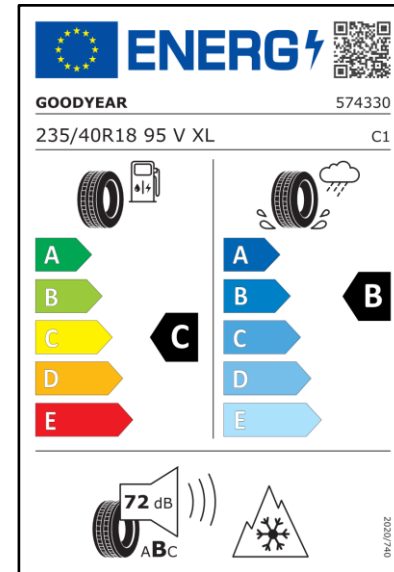 ENERG
GOODYEAR 574330
235/40R18 95 V XL C1
A A
B B B
C C C
D D
E E
72 dB
ABC
2020/740